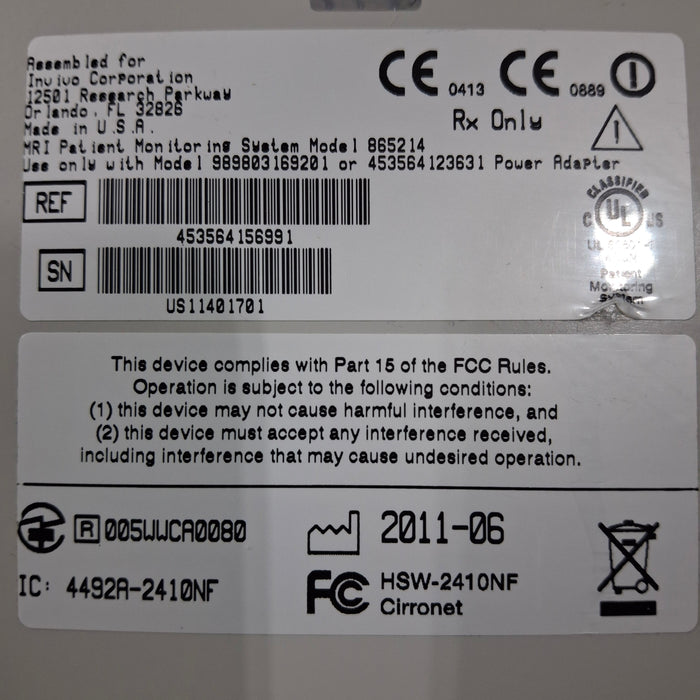 Assembled for
Invivo Corporation
12501 Research Parkway
Orlando, FL 32826
Made in U.S.A.
MRI Patient Monitoring System Model 865214
Use only with Model 989803169201 or 453564123631 Power Adapter
CE 0413 CE 0889
Rx Only
REF
453564156991
SN
US11401701
CLASSIFIED
C UL US
Patient
Monitoring
System
This device complies with Part 15 of the FCC Rules.
Operation is subject to the following conditions:
(1) this device may not cause harmful interference, and
(2) this device must accept any interference received,
including interference that may cause undesired operation.
R 005WWCA0080
2011-06
IC: 4492A-2410NF
FC HSW-2410NF
Cirronet